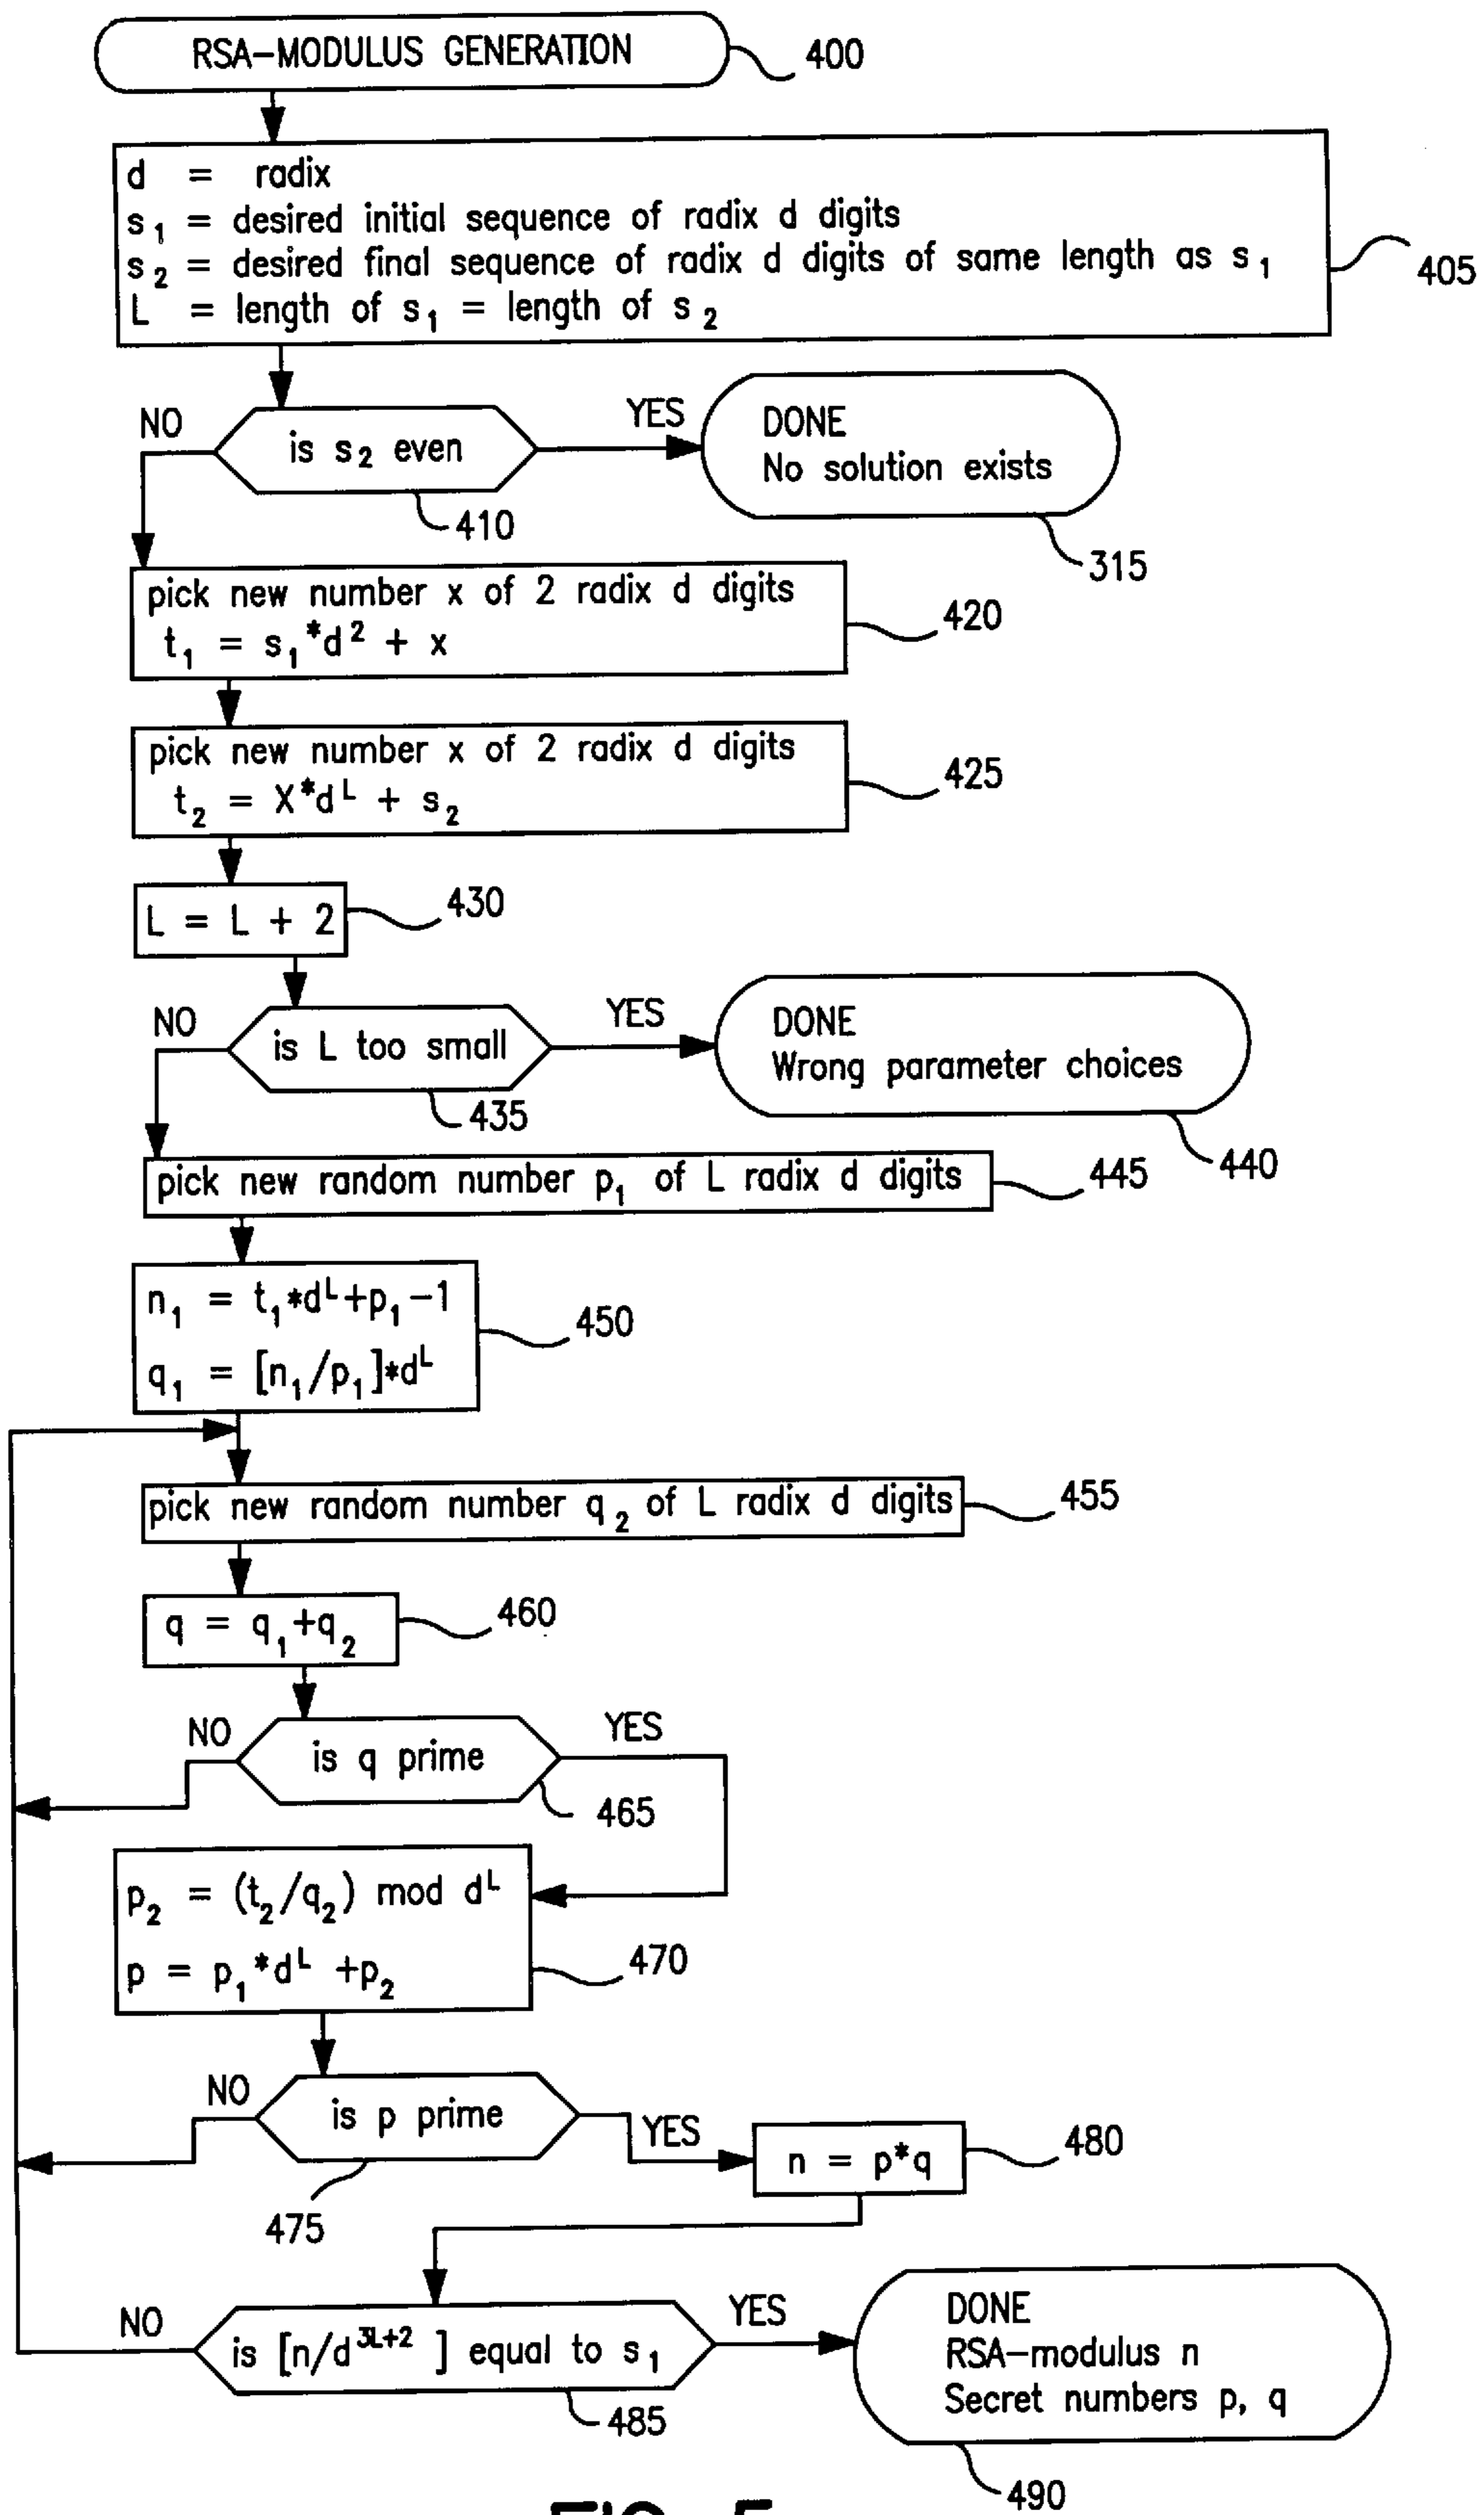 RSA-MODULUS GENERATION
400
d = radix
s₁ = desired initial sequence of radix d digits
s₂ = desired final sequence of radix d digits of same length as s₁
L = length of s₁ = length of s₂
405
NO
is s₂ even
YES
410
DONE
No solution exists
315
pick new number x of 2 radix d digits
t₁ = s₁*d² + x
420
pick new number x of 2 radix d digits
t₂ = X*dᴸ + s₂
425
L = L + 2
430
NO
is L too small
YES
435
DONE
Wrong parameter choices
440
pick new random number p₁ of L radix d digits
445
n₁ = t₁*dᴸ+p₁-1
q₁ = [n₁/p₁]*dᴸ
450
pick new random number q₂ of L radix d digits
455
q = q₁+q₂
460
NO
is q prime
YES
465
p₂ = (t₂/q₂) mod dᴸ
p = p₁*dᴸ +p₂
470
NO
is p prime
YES
475
n = p*q
480
NO
is [n/d³ᴸ⁺²] equal to s₁
YES
485
DONE
RSA-modulus n
Secret numbers p, q
490